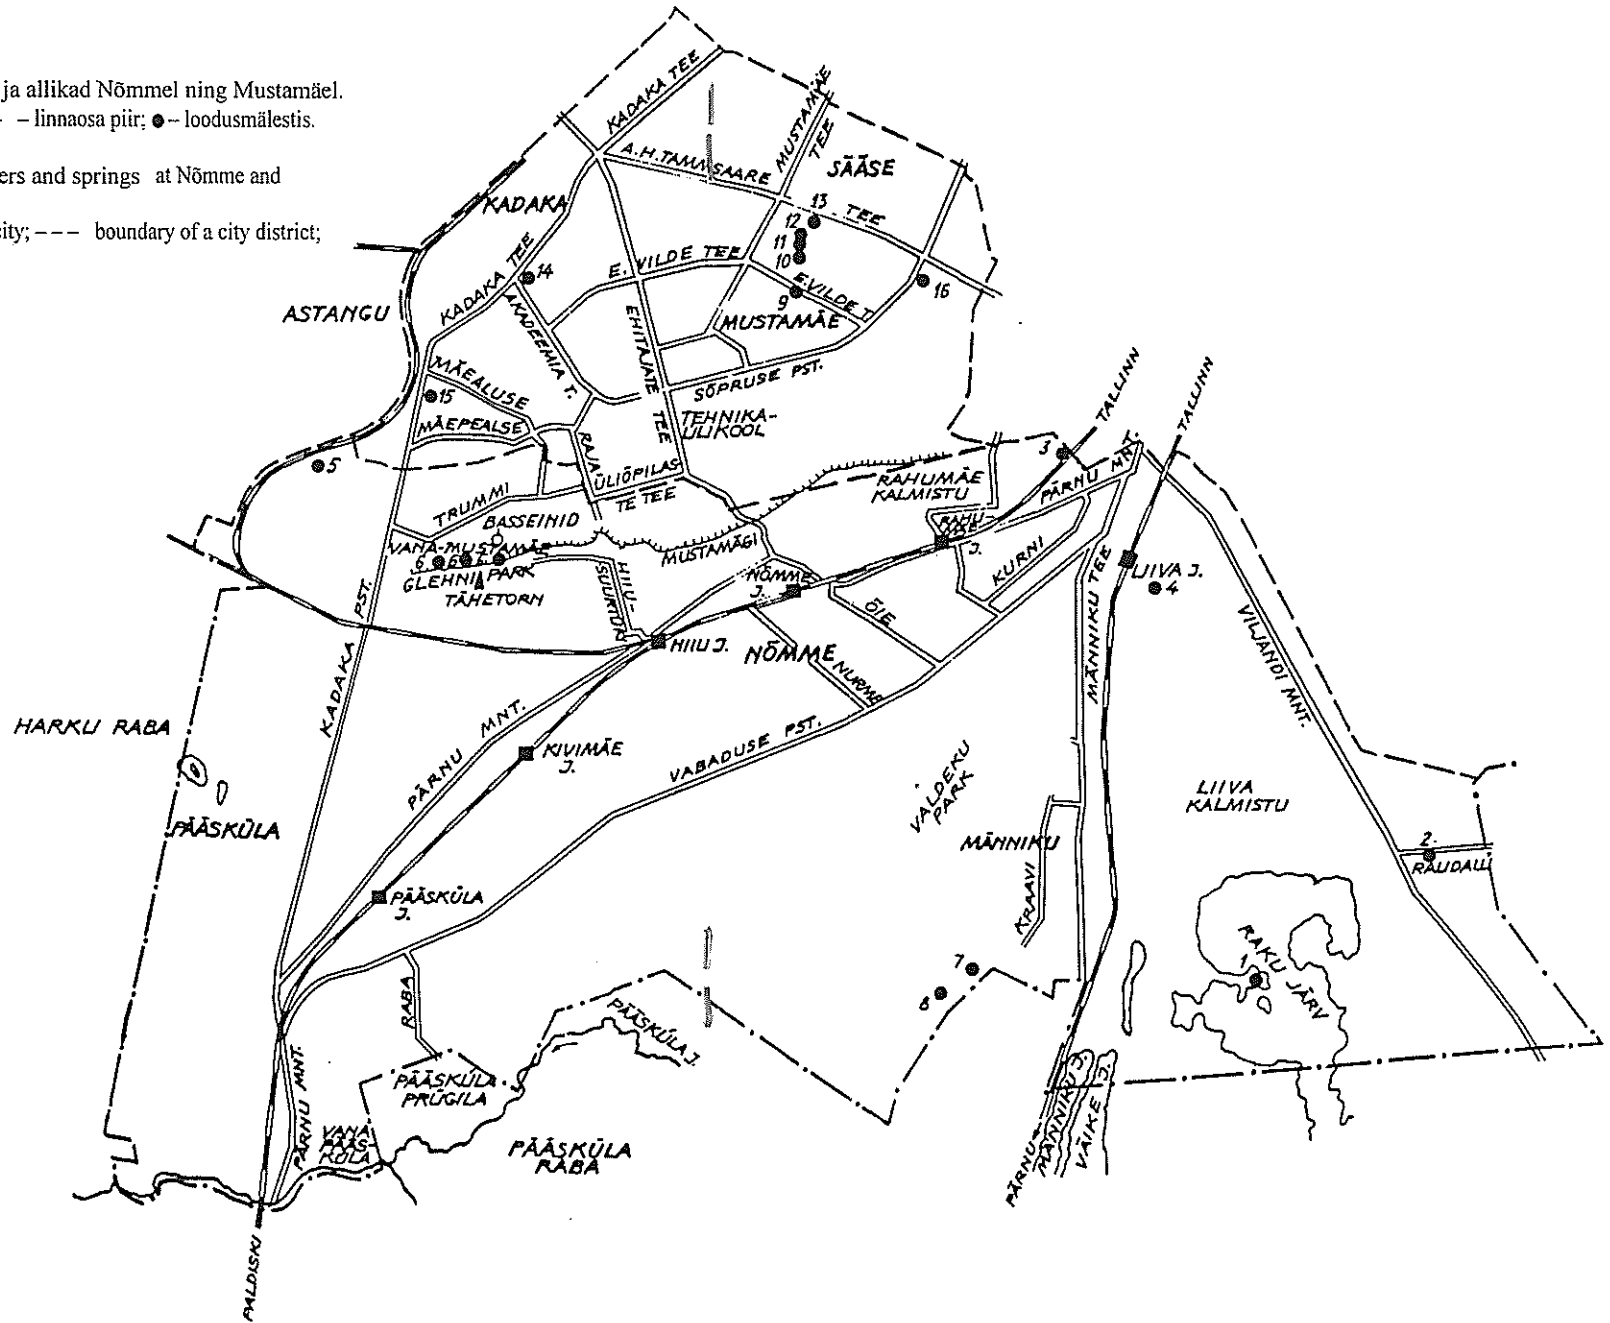 ja allikad Nõmmel ning Mustamäel.
– – linnaosa piir; ●– loodusmälestis.
ers and springs at Nõmme and
city; – – – boundary of a city district;
KADAKA TEE
MUSTAMÄE
TEE
A.H.TAMMSAARE
TEE
SÄÄSE
KADAKA
13
12
11
10
14
KADAKA TEE
E. VILDE TEE
9
E.VILDE T.
16
ASTANGU
AKADEEMIA T.
EHITAJATE
TEE
MUSTAMÄE
MÄEALUSE
SÕPRUSE PST.
TALLINN
TALLINN
15
MÄEPEALSE
TEHNIKA-
ÜLIKOOL
RAJA
5
3
PÄRNU MNT.
ÜLIÕPILAS
TE TEE
RAHUMÄE
KALMISTU
TRUMMI
BASSEINID
RAHU-
MÄE
J.
VANA-MUSTAMÄE
MUSTAMÄGI
6
GLEHNI PARK
TÄHETORN
HIIU-
SUURTÜKI
NÕMME
J.
KURNI
LIIVA J.
4
ÕIE
MÄNNIKU TEE
VILJANDI MNT.
KADAKA PST.
HIIU J.
NÕMME
NURME
HARKU RABA
PÄRNU MNT.
KIVIMÄE
J.
VABADUSE PST.
VALDEKU
PARK
LIIVA
KALMISTU
PÄÄSKÜLA
MÄNNIKU
2
RAUDALU
PÄÄSKÜLA
J.
KRAAVI
RAKU JÄRV
1
7
8
RABA
PÄÄSKÜLA J.
PÄRNU MNT.
PÄÄSKÜLA
PRÜGILA
VANA-
PÄÄS-
KÜLA
PÄÄSKÜLA
RABA
PÄRNU
MÄNNIKU J.
VÄIKE J.
PALDISKI